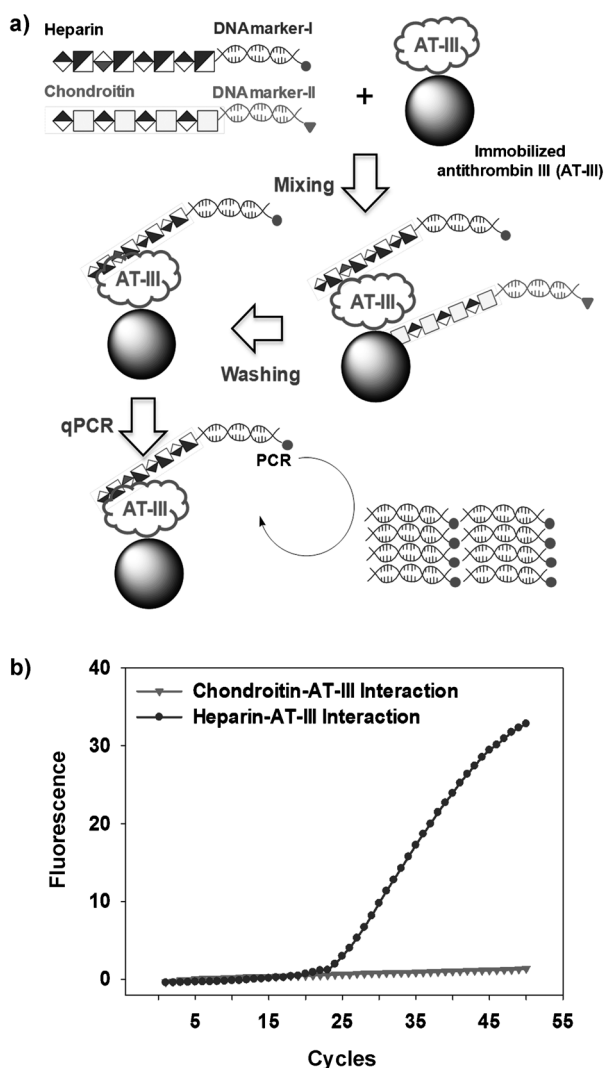 a)
Heparin
DNA marker-I
Chondroitin
DNA marker-II
+
AT-III
Immobilized
antithrombin III (AT-III)
Mixing
AT-III
AT-III
Washing
qPCR
PCR
AT-III
b)
40
30
20
10
0
Fluorescence
Chondroitin-AT-III Interaction
Heparin-AT-III Interaction
5
15
25
35
45
55
Cycles